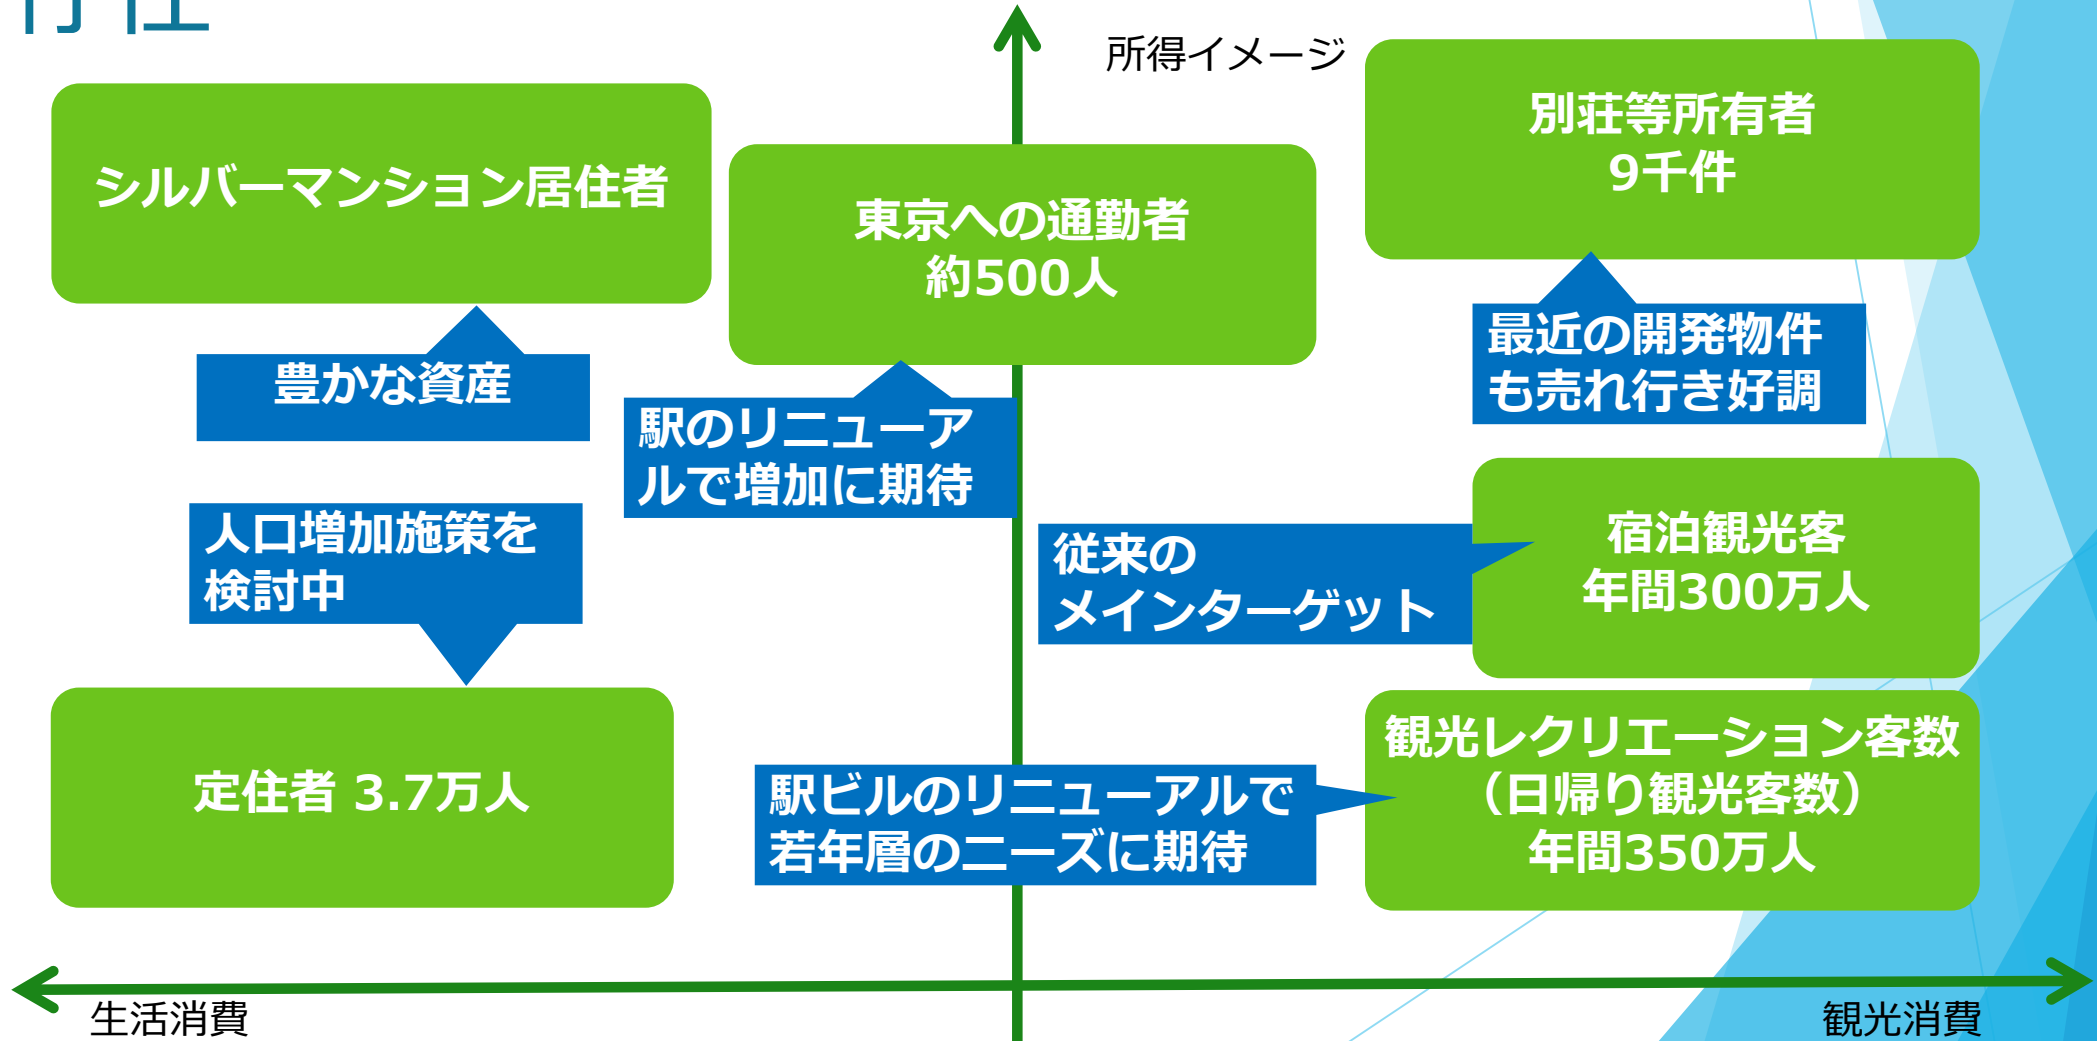 所得イメージ
シルバーマンション居住者
東京への通勤者
約500人
別荘等所有者
9千件
豊かな資産
駅のリニューア
ルで増加に期待
最近の開発物件
も売れ行き好調
人口増加施策を
検討中
従来の
メインターゲット
宿泊観光客
年間300万人
定住者 3.7万人
駅ビルのリニューアルで
若年層のニーズに期待
観光レクリエーション客数
（日帰り観光客数）
年間350万人
生活消費
観光消費